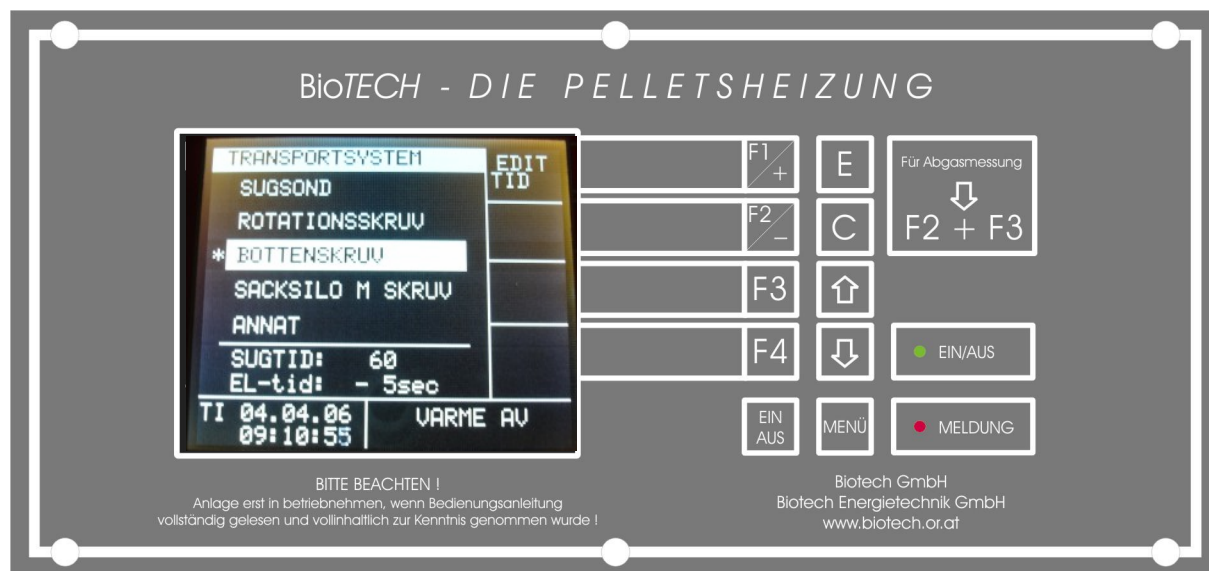 BioTECH - DIE PELLETSHEIZUNG
TRANSPORTSYSTEM
EDIT
TID
SUGSOND
ROTATIONSSKRUV
* BOTTENSKRUV
SACKSILO M SKRUV
ANNAT
SUGTID: 60
EL-tid: - 5sec
TI 04.04.06
09:10:55
VARME AV
F1/+
E
F2/-
C
F3
F4
Für Abgasmessung
F2 + F3
EIN/AUS
EIN
AUS
MENÜ
MELDUNG
BITTE BEACHTEN !
Anlage erst in betriebnehmen, wenn Bedienungsanleitung
vollständig gelesen und vollinhaltlich zur Kenntnis genommen wurde !
Biotech GmbH
Biotech Energietechnik GmbH
www.biotech.or.at